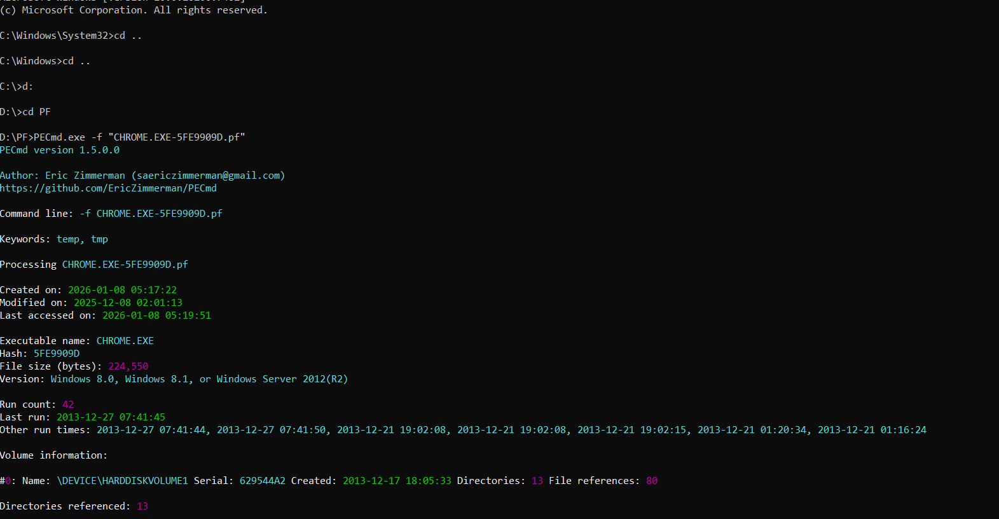 (c) Microsoft Corporation. All rights reserved.
C:\Windows\System32>cd ..
C:\Windows>cd ..
C:\>d:
D:\>cd PF
D:\PF>PECmd.exe -f "CHROME.EXE-5FE9909D.pf"
PECmd version 1.5.0.0
Author: Eric Zimmerman (saericzimmerman@gmail.com)
https://github.com/EricZimmerman/PECmd
Command line: -f CHROME.EXE-5FE9909D.pf
Keywords: temp, tmp
Processing CHROME.EXE-5FE9909D.pf
Created on: 2026-01-08 05:17:22
Modified on: 2025-12-08 02:01:13
Last accessed on: 2026-01-08 05:19:51
Executable name: CHROME.EXE
Hash: 5FE9909D
File size (bytes): 224,550
Version: Windows 8.0, Windows 8.1, or Windows Server 2012(R2)
Run count: 42
Last run: 2013-12-27 07:41:45
Other run times: 2013-12-27 07:41:44, 2013-12-27 07:41:50, 2013-12-21 19:02:08, 2013-12-21 19:02:08, 2013-12-21 19:02:15, 2013-12-21 01:20:34, 2013-12-21 01:16:24
Volume information:
#0: Name: \DEVICE\HARDDISKVOLUME1 Serial: 629544A2 Created: 2013-12-17 18:05:33 Directories: 13 File references: 80
Directories referenced: 13